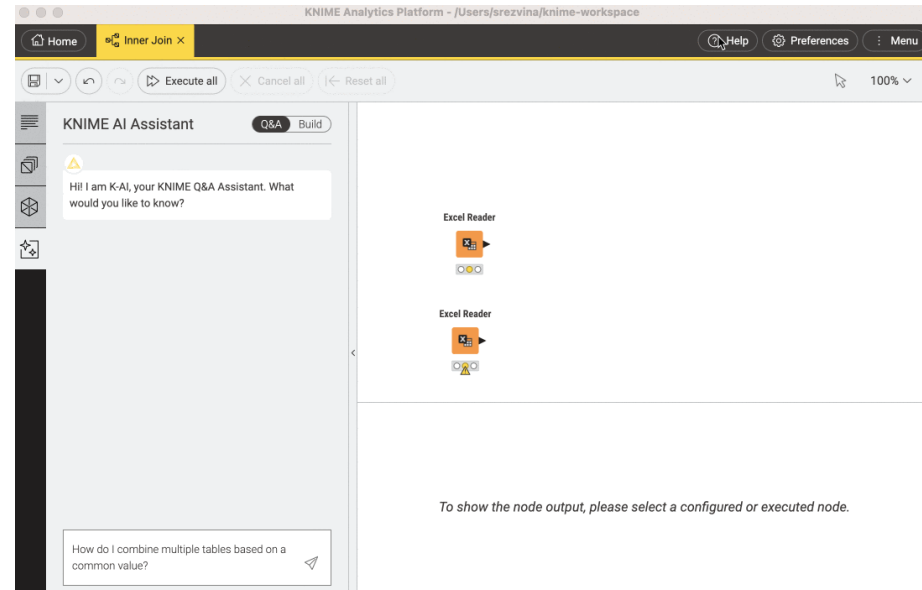 KNIME Analytics Platform - /Users/srezvina/knime-workspace
Home
Inner Join ×
Help
Preferences
Menu
Execute all
Cancel all
Reset all
100%
KNIME AI Assistant
Q&A
Build
Hi! I am K-AI, your KNIME Q&A Assistant. What
would you like to know?
Excel Reader
Excel Reader
To show the node output, please select a configured or executed node.
How do I combine multiple tables based on a
common value?